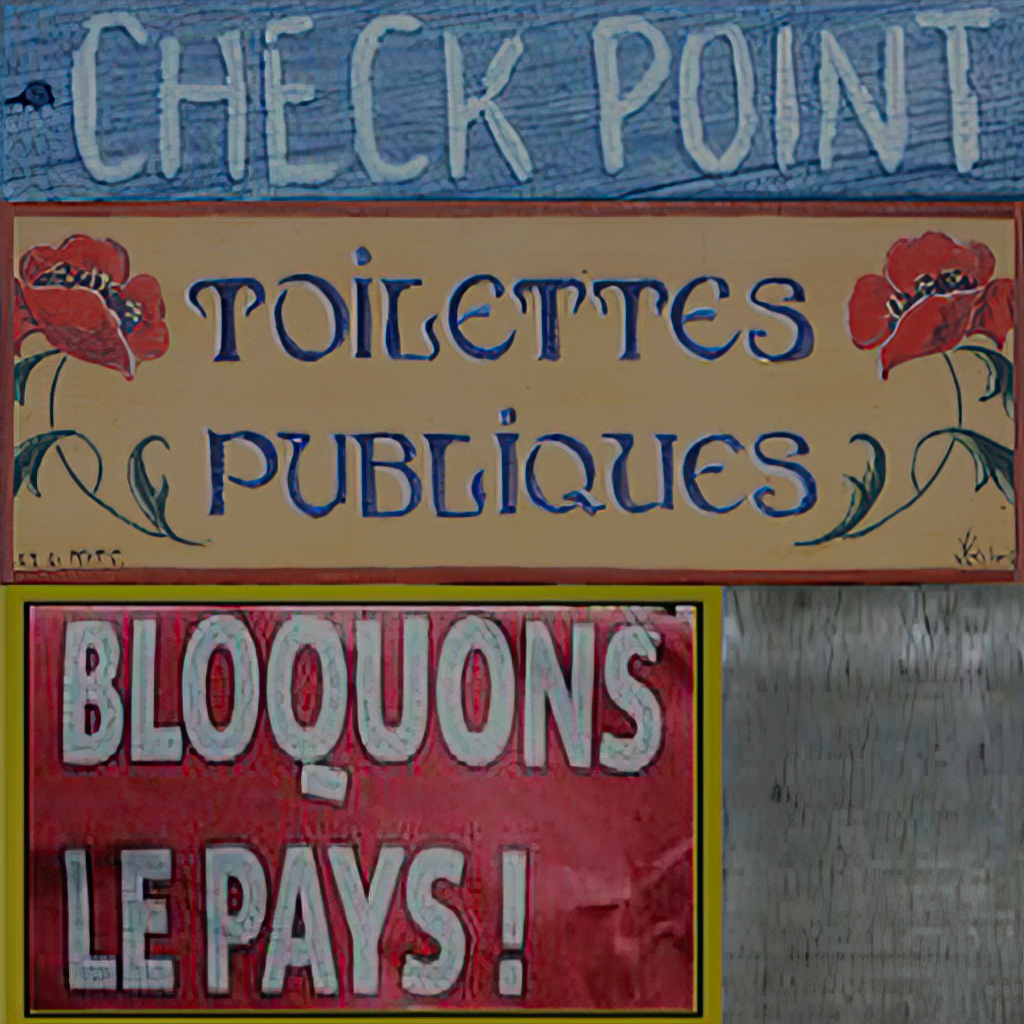 CHECK POINT
TOiLETTES
PUBLiQUES
BLOQUONS
LE PAYS !